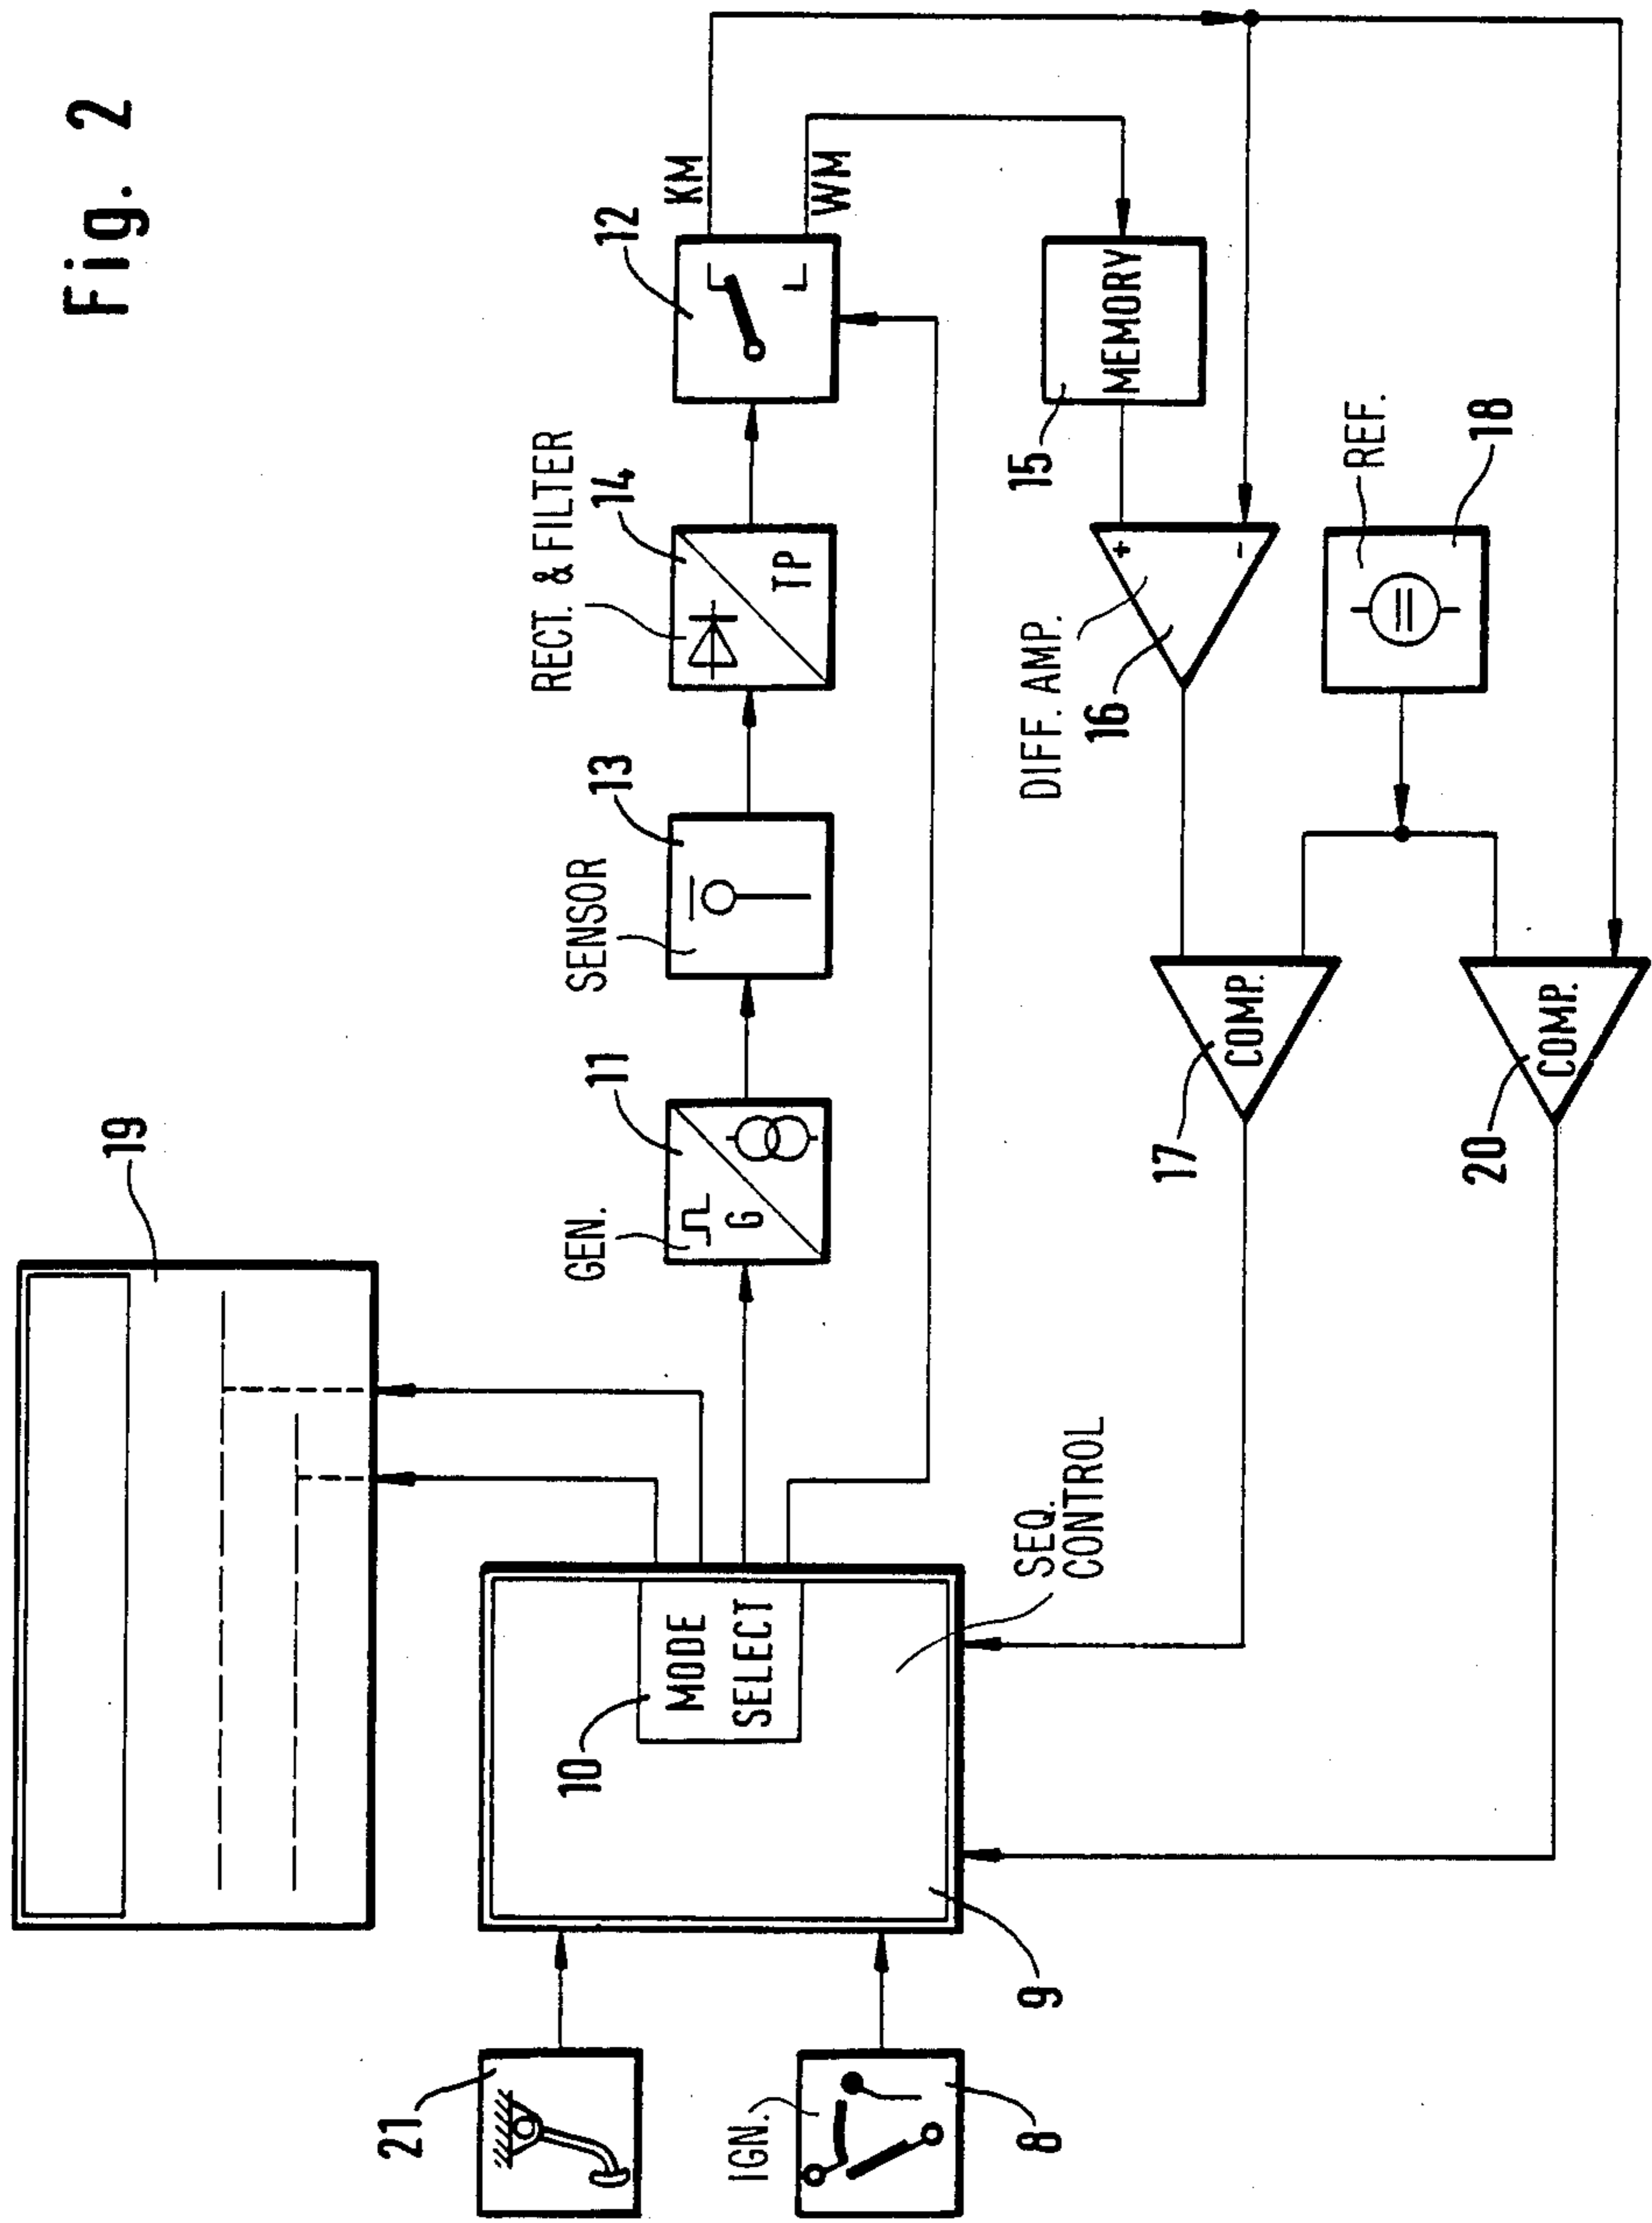 Fig. 2
19
21
IGN.
8
9
10
MODE
SELECT
SEQ.
CONTROL
GEN.
11
G
SENSOR
13
RECT. & FILTER
14
TP
12
KM
WM
15
MEMORY
DIFF. AMP.
16
+
-
REF.
18
17
COMP.
20
COMP.